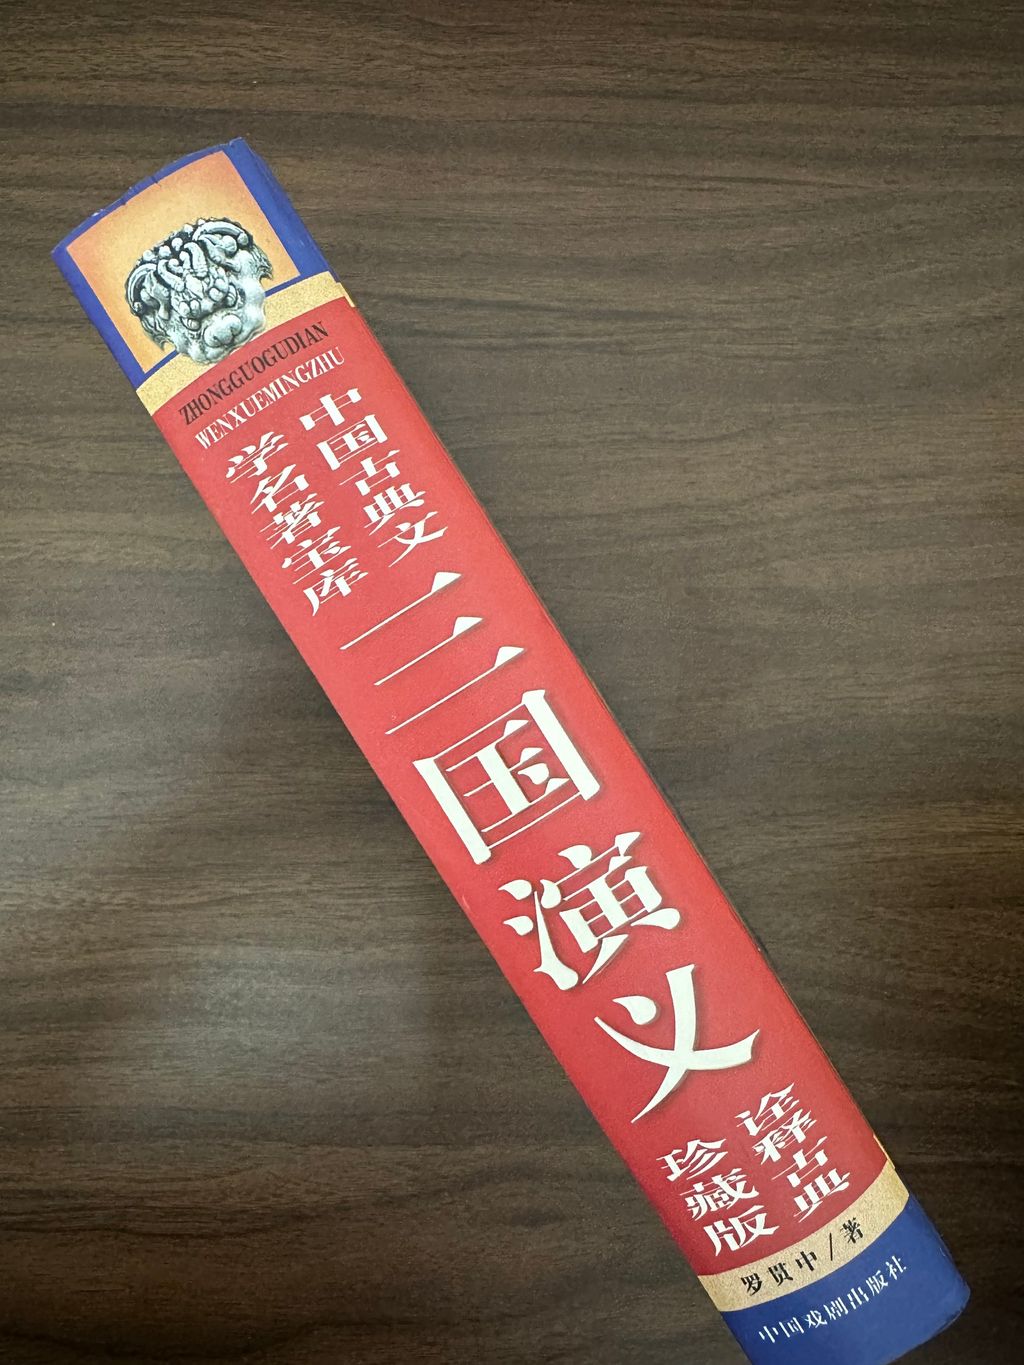 ZHONGGUOGUDIAN
WENXUEMINGZHU
中国古典文
学名著宝库
三国演义
诠释古典
珍藏版
罗贯中/著
中国戏剧出版社